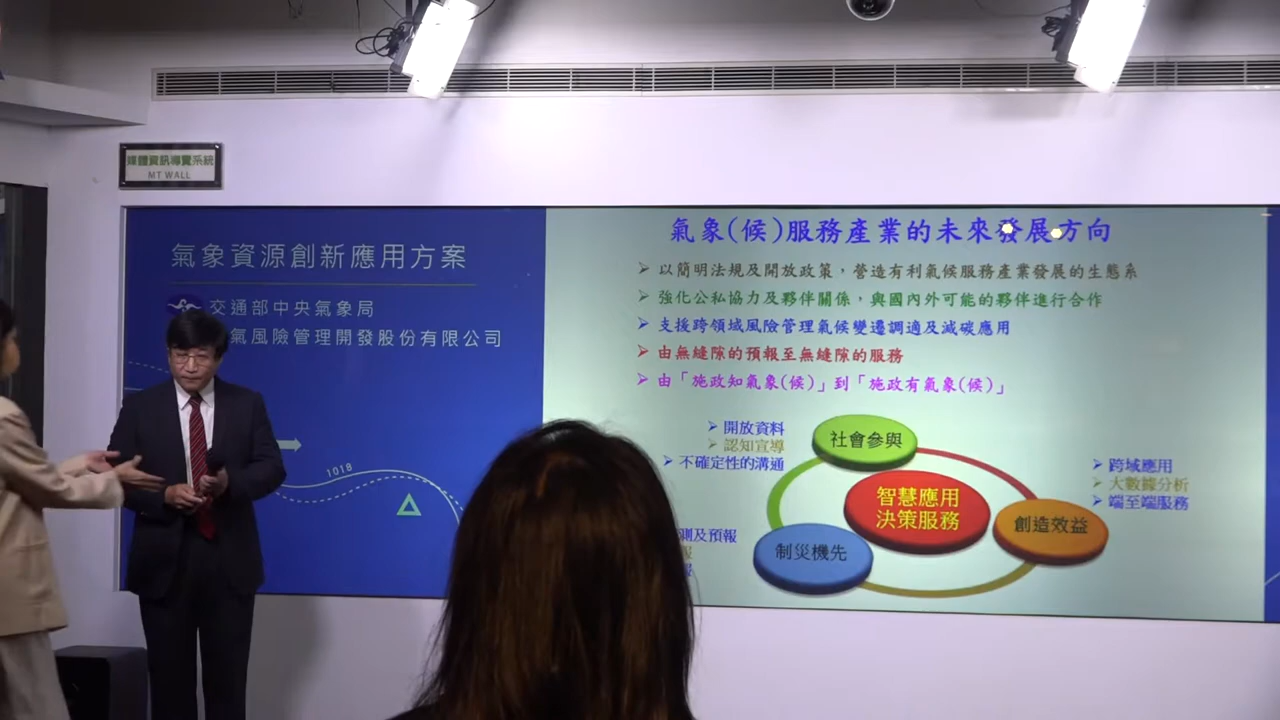 媒體資訊導覽系統
MT WALL
氣象資源創新應用方案
交通部中央氣象局
氣風險管理開發股份有限公司
1018
氣象(候)服務產業的未來發展方向
以簡明法規及開放政策，營造有利氣候服務產業發展的生態系
強化公私協力及夥伴關係，與國內外可能的夥伴進行合作
支援跨領域風險管理氣候變遷調適及減碳應用
由無縫隙的預報至無縫隙的服務
由「施政知氣象(候)」到「施政有氣象(候)」
開放資料
認知宣導
不確定性的溝通
社會參與
智慧應用
決策服務
創造效益
制災機先
跨域應用
大數據分析
端至端服務
測及預報
報